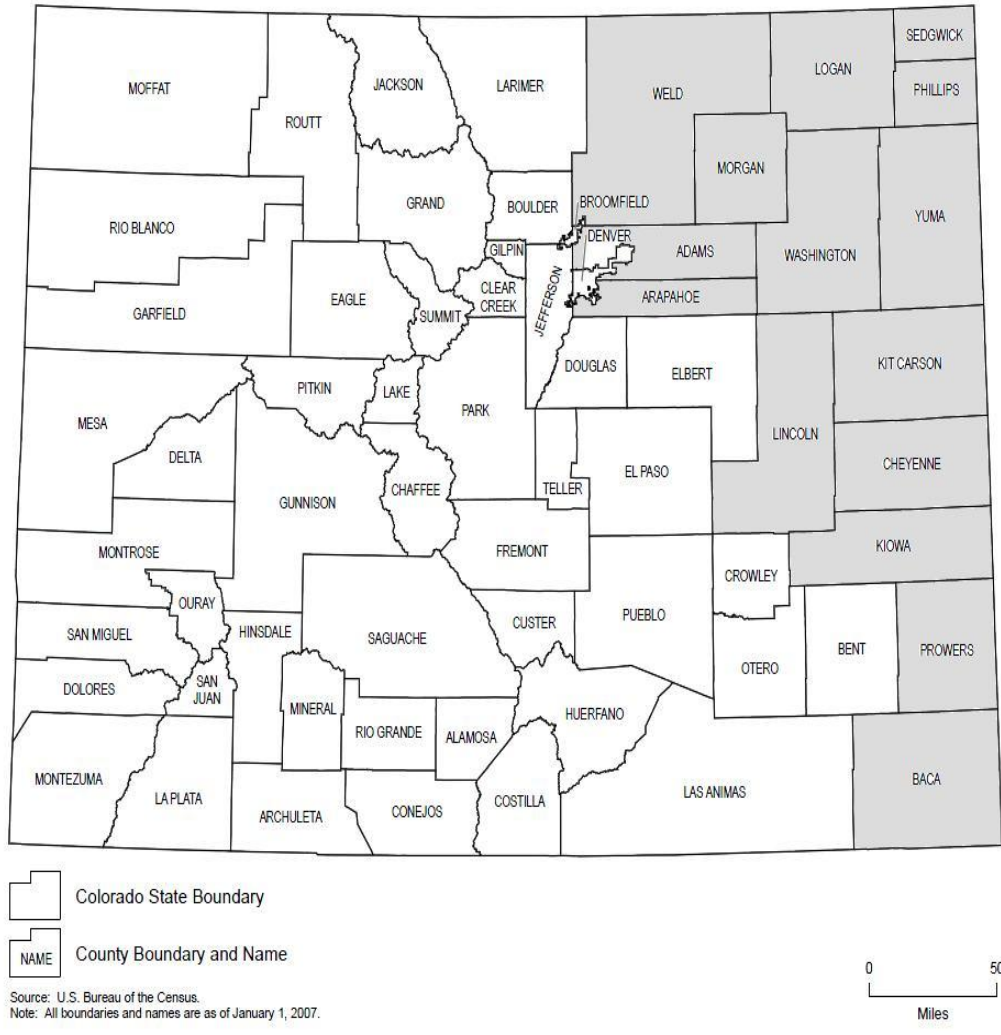 SEDGWICK
LOGAN
JACKSON
LARIMER
MOFFAT
WELD
PHILLIPS
ROUTT
MORGAN
GRAND
BOULDER
BROOMFIELD
RIO BLANCO
YUMA
DENVER
GILPIN
ADAMS
WASHINGTON
CLEAR
CREEK
EAGLE
JEFFERSON
ARAPAHOE
GARFIELD
SUMMIT
DOUGLAS
KIT CARSON
ELBERT
PITKIN
LAKE
PARK
MESA
LINCOLN
DELTA
CHEYENNE
EL PASO
TELLER
CHAFFEE
GUNNISON
KIOWA
MONTROSE
FREMONT
CROWLEY
OURAY
PUEBLO
CUSTER
HINSDALE
SAN MIGUEL
SAGUACHE
BENT
PROWERS
OTERO
SAN
JUAN
DOLORES
MINERAL
HUERFANO
RIO GRANDE
ALAMOSA
MONTEZUMA
BACA
LAS ANIMAS
LA PLATA
COSTILLA
CONEJOS
ARCHULETA
Colorado State Boundary
NAME County Boundary and Name
0 50
Miles
Source: U.S. Bureau of the Census.
Note: All boundaries and names are as of January 1, 2007.